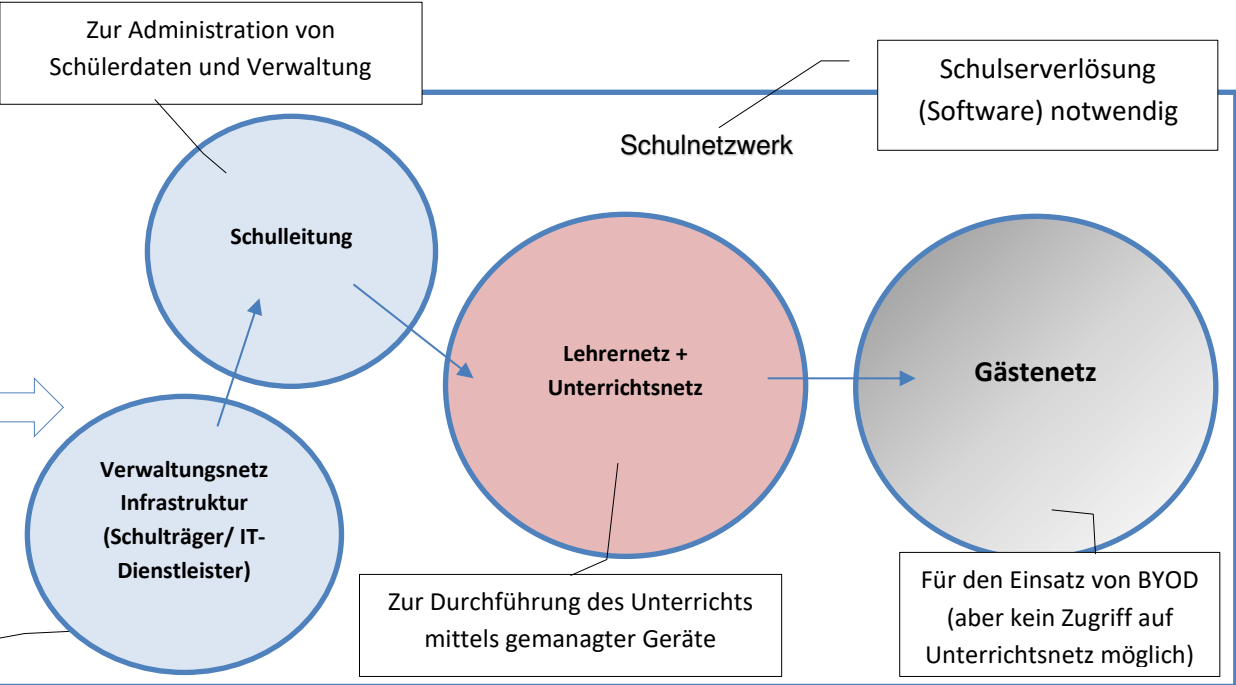 Zur Administration von
Schülerdaten und Verwaltung
Schulserverlösung
(Software) notwendig
Schulnetzwerk
Schulleitung
Lehrernetz +
Unterrichtsnetz
Gästenetz
Verwaltungsnetz
Infrastruktur
(Schulträger/ IT-
Dienstleister)
Zur Durchführung des Unterrichts
mittels gemanagter Geräte
Für den Einsatz von BYOD
(aber kein Zugriff auf
Unterrichtsnetz möglich)